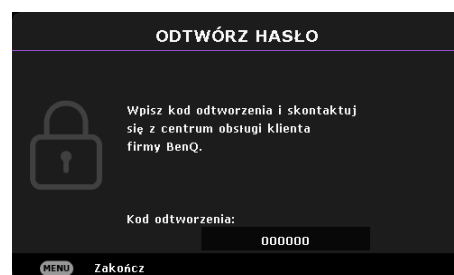 ODTWÓRZ HASŁO
Wpisz kod odtworzenia i skontaktuj
się z centrum obsługi klienta
firmy BenQ.
Kod odtworzenia:
000000
MENU Zakończ